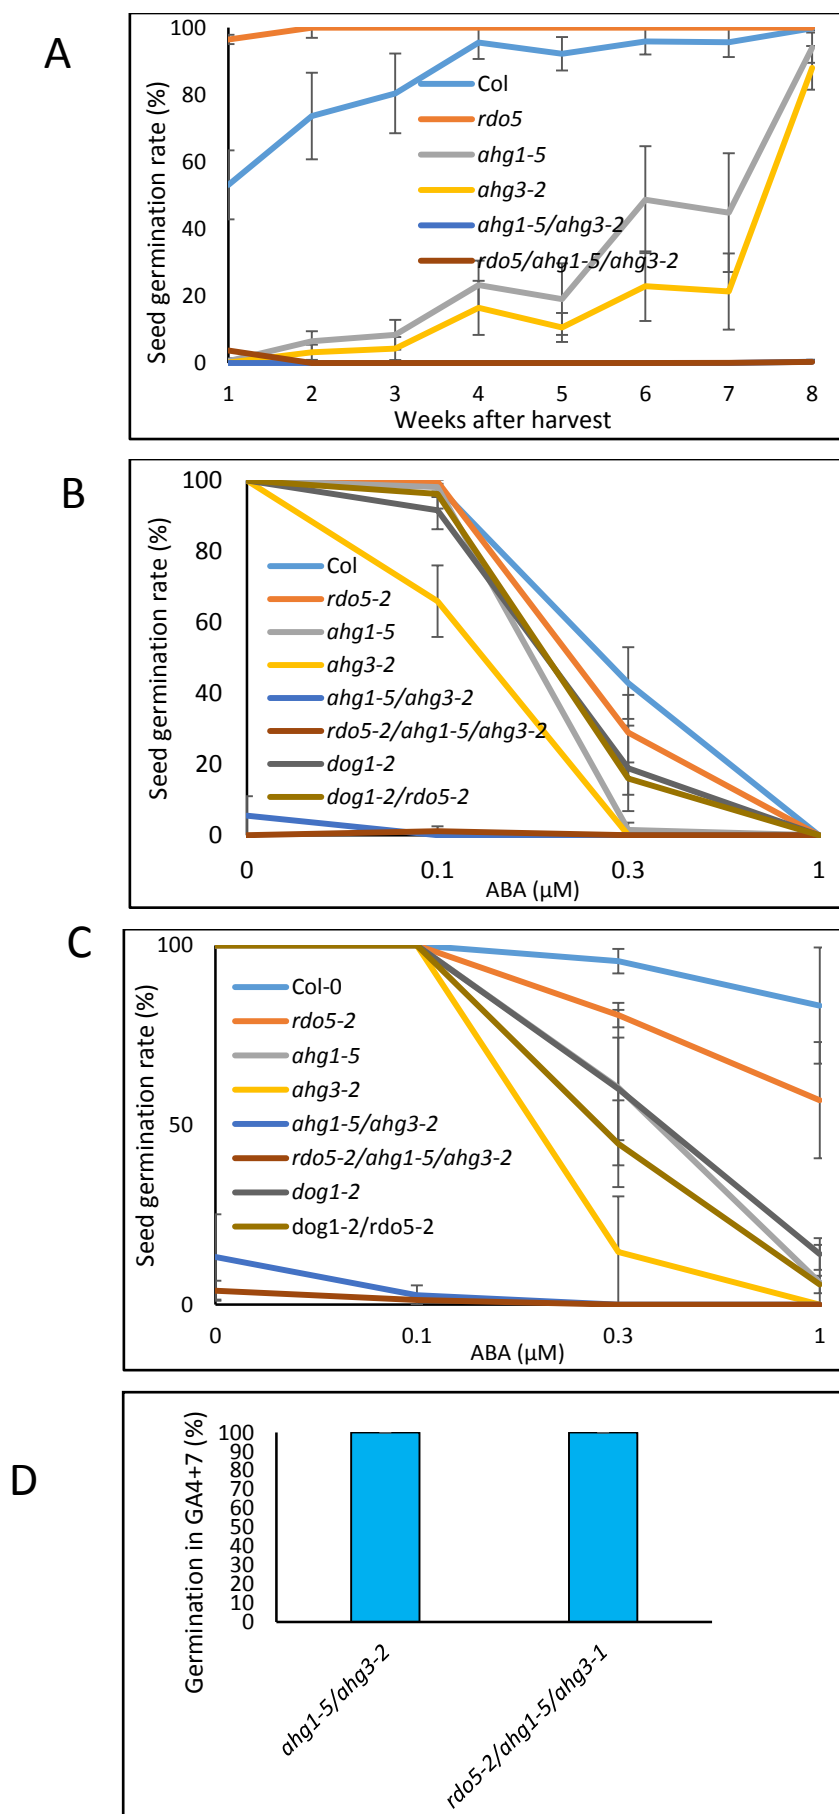 A
Seed germination rate (%)
100
80
60
40
20
0
Col
rdo5
ahg1-5
ahg3-2
ahg1-5/ahg3-2
rdo5/ahg1-5/ahg3-2
1 2 3 4 5 6 7 8
Weeks after harvest
B
Seed germination rate (%)
100
80
60
40
20
0
Col
rdo5-2
ahg1-5
ahg3-2
ahg1-5/ahg3-2
rdo5-2/ahg1-5/ahg3-2
dog1-2
dog1-2/rdo5-2
0 0.1 0.3 1
ABA (µM)
C
Seed germination rate (%)
100
50
0
Col-0
rdo5-2
ahg1-5
ahg3-2
ahg1-5/ahg3-2
rdo5-2/ahg1-5/ahg3-2
dog1-2
dog1-2/rdo5-2
0 0.1 0.3 1
ABA (µM)
D
Germination in GA4+7 (%)
100
90
80
70
60
50
40
30
20
10
0
ahg1-5/ahg3-2
rdo5-2/ahg1-5/ahg3-1